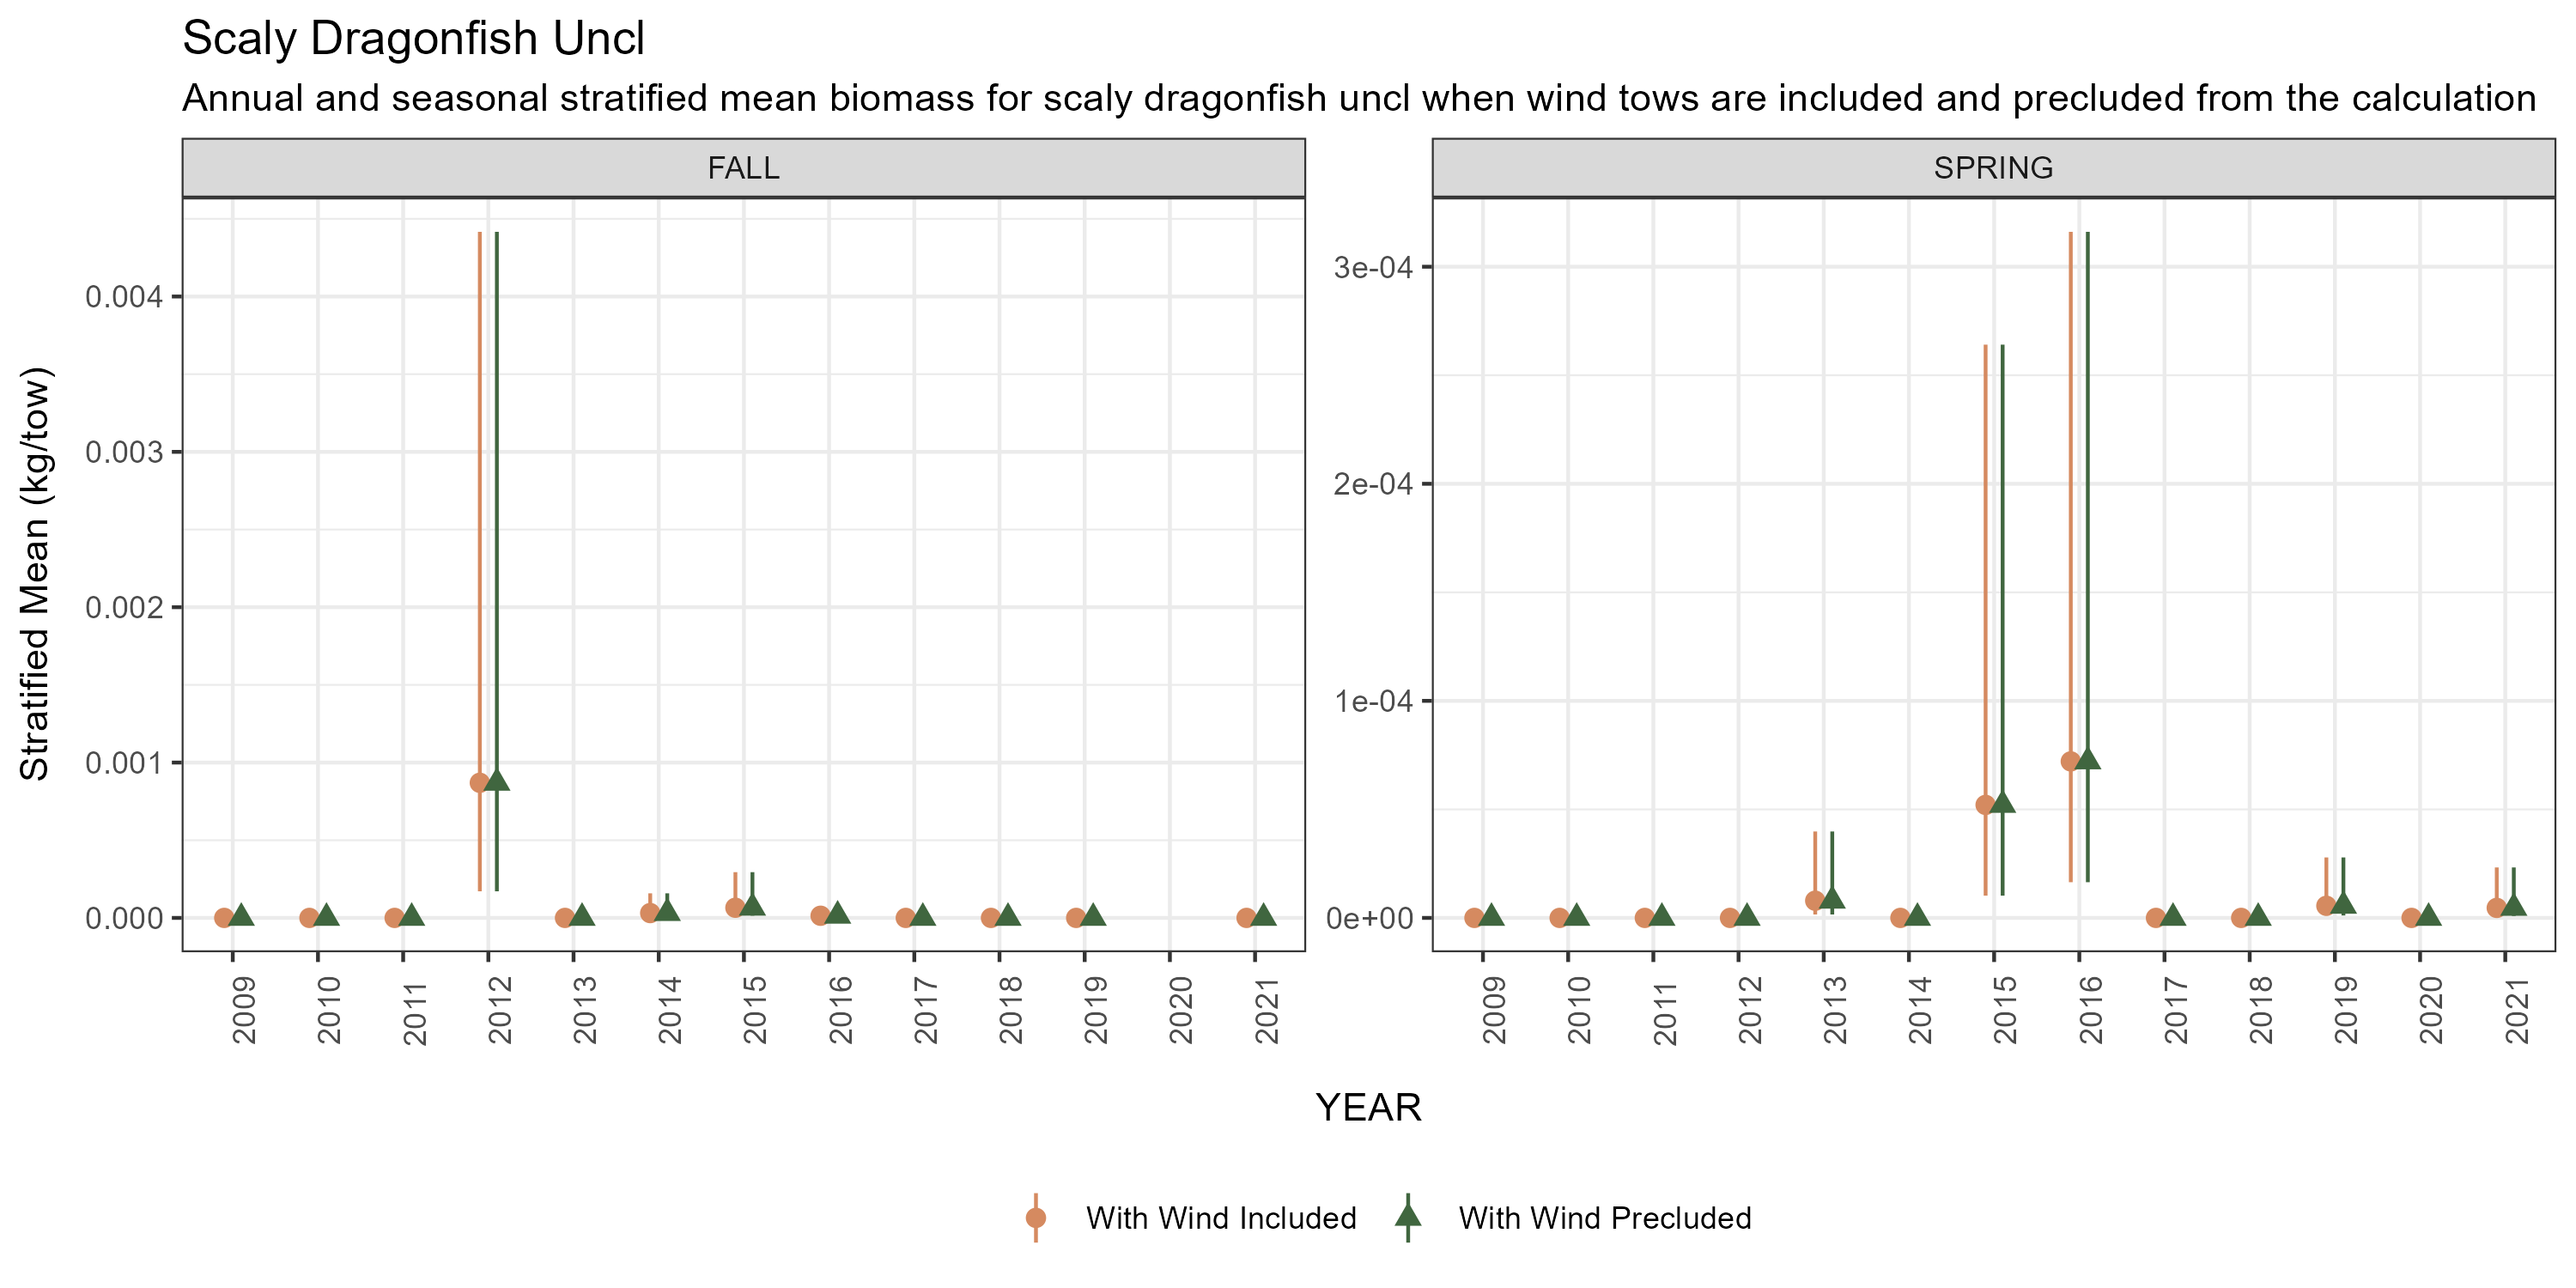 Scaly Dragonfish Uncl
Annual and seasonal stratified mean biomass for scaly dragonfish uncl when wind tows are included and precluded from the calculation
FALL
SPRING
Stratified Mean (kg/tow)
0.004
0.003
0.002
0.001
0.000
3e-04
2e-04
1e-04
0e+00
2009 2010 2011 2012 2013 2014 2015 2016 2017 2018 2019 2020 2021
2009 2010 2011 2012 2013 2014 2015 2016 2017 2018 2019 2020 2021
YEAR
With Wind Included
With Wind Precluded